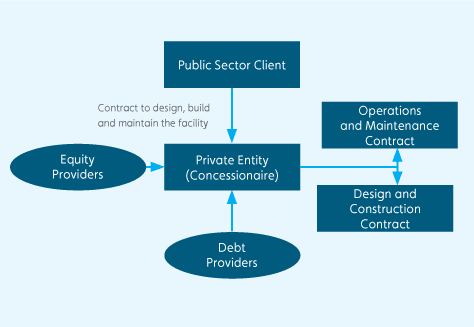 Public Sector Client
Contract to design, build
and maintain the facility
Operations
and Maintenance
Contract
Equity
Providers
Private Entity
(Concessionaire)
Design and
Construction
Contract
Debt
Providers